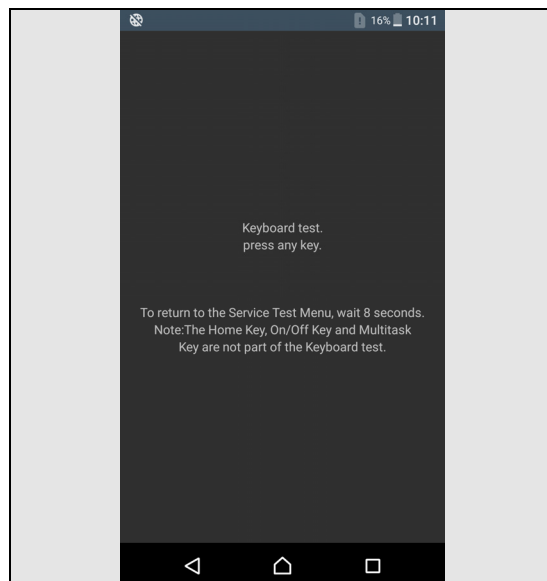 16% 10:11
Keyboard test.
press any key.
To return to the Service Test Menu, wait 8 seconds.
Note:The Home Key, On/Off Key and Multitask
Key are not part of the Keyboard test.